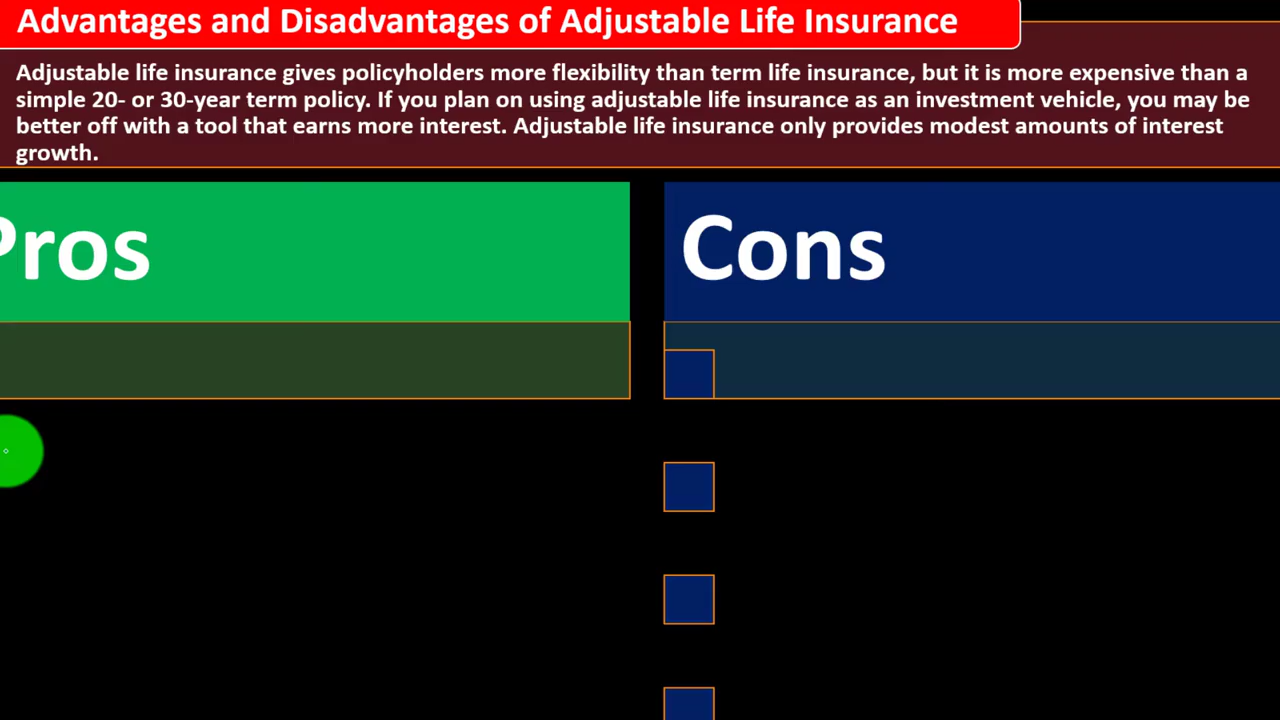 Advantages and Disadvantages of Adjustable Life Insurance
Adjustable life insurance gives policyholders more flexibility than term life insurance, but it is more expensive than a
simple 20- or 30-year term policy. If you plan on using adjustable life insurance as an investment vehicle, you may be
better off with a tool that earns more interest. Adjustable life insurance only provides modest amounts of interest
growth.
Pros
Cons